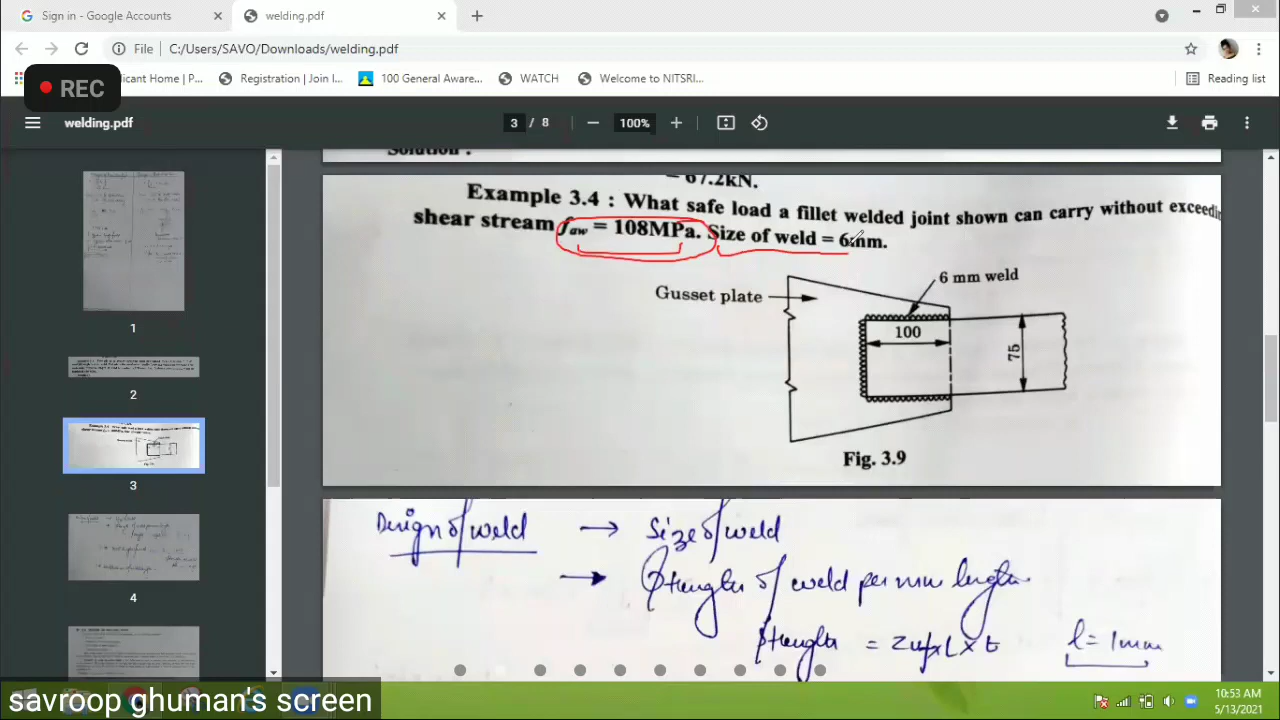 Sign in - Google Accounts
welding.pdf
File
C:/Users/SAVO/Downloads/welding.pdf
REC
licant Home | P...
Registration | Join I...
100 General Aware...
WATCH
Welcome to NITSRI...
Reading list
welding.pdf
3 / 8
100%
Solution :
= 67.2kN.
Example 3.4 : What safe load a fillet welded joint shown can carry without exceedi
shear stream faw = 108MPa. Size of weld = 6mm.
6 mm weld
Gusset plate
100
75
Fig. 3.9
Design of weld → Size of weld
→ Strength of weld per mm length
Strength = x L x t l = 1mm
1
2
3
4
savroop ghuman's screen
10:53 AM
5/13/2021